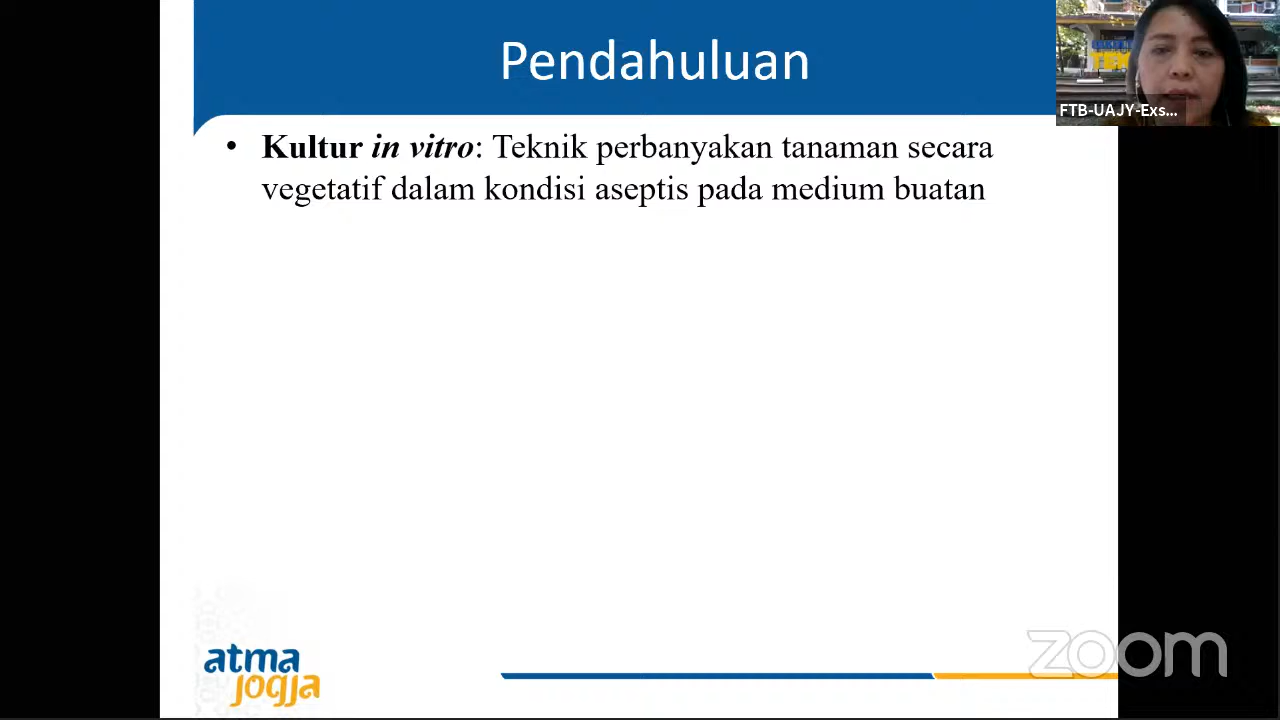 Pendahuluan
FTB-UAJY-Exs...
• Kultur in vitro: Teknik perbanyakan tanaman secara
vegetatif dalam kondisi aseptis pada medium buatan
atma
jogja
zoom